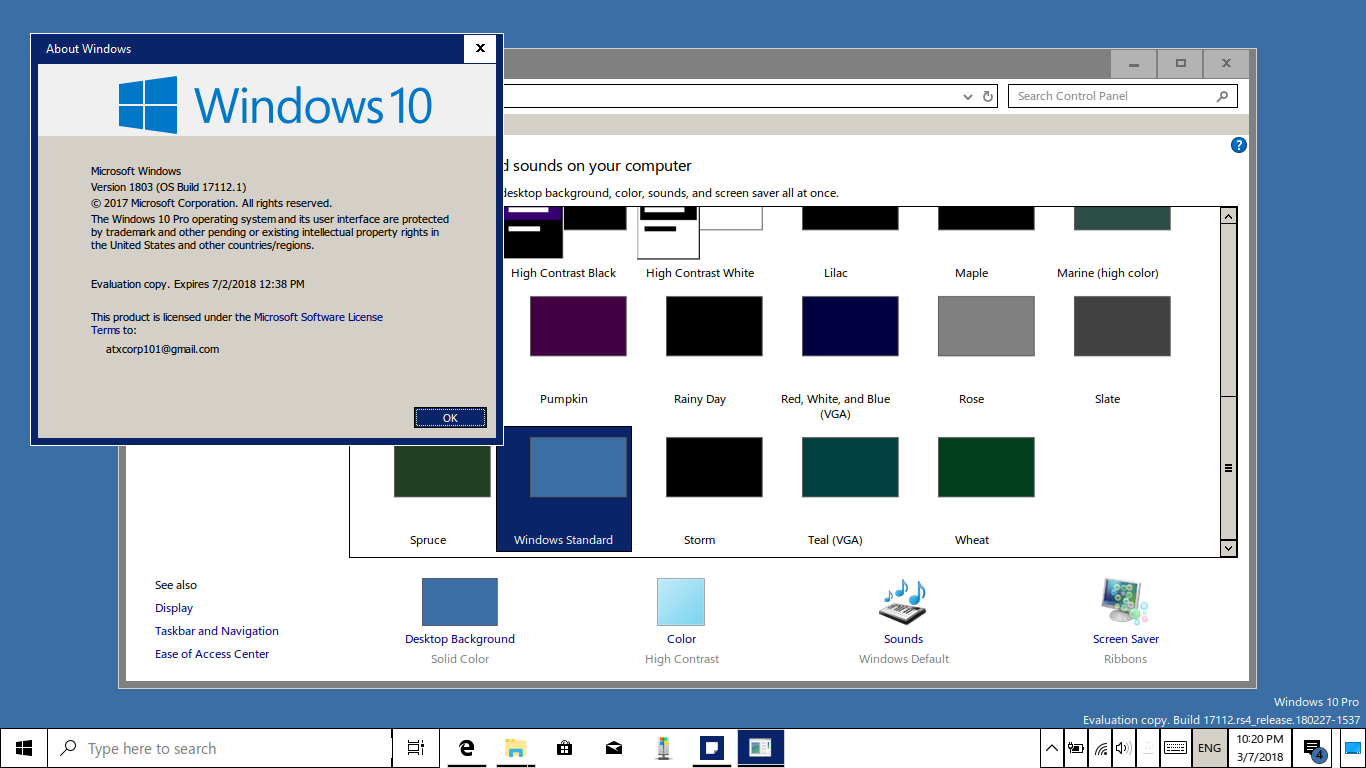 About Windows
Windows 10
Microsoft Windows
Version 1803 (OS Build 17112.1)
© 2017 Microsoft Corporation. All rights reserved.
The Windows 10 Pro operating system and its user interface are protected
by trademark and other pending or existing intellectual property rights in
the United States and other countries/regions.
Evaluation copy. Expires 7/2/2018 12:38 PM
This product is licensed under the Microsoft Software License
Terms to:
atxcorp101@gmail.com
OK
Search Control Panel
sounds on your computer
desktop background, color, sounds, and screen saver all at once.
High Contrast Black
High Contrast White
Lilac
Maple
Marine (high color)
Pumpkin
Rainy Day
Red, White, and Blue
(VGA)
Rose
Slate
Spruce
Windows Standard
Storm
Teal (VGA)
Wheat
See also
Display
Taskbar and Navigation
Ease of Access Center
Desktop Background
Solid Color
Color
High Contrast
Sounds
Windows Default
Screen Saver
Ribbons
Windows 10 Pro
Evaluation copy. Build 17112.rs4_release.180227-1537
Type here to search
ENG
10:20 PM
3/7/2018
4